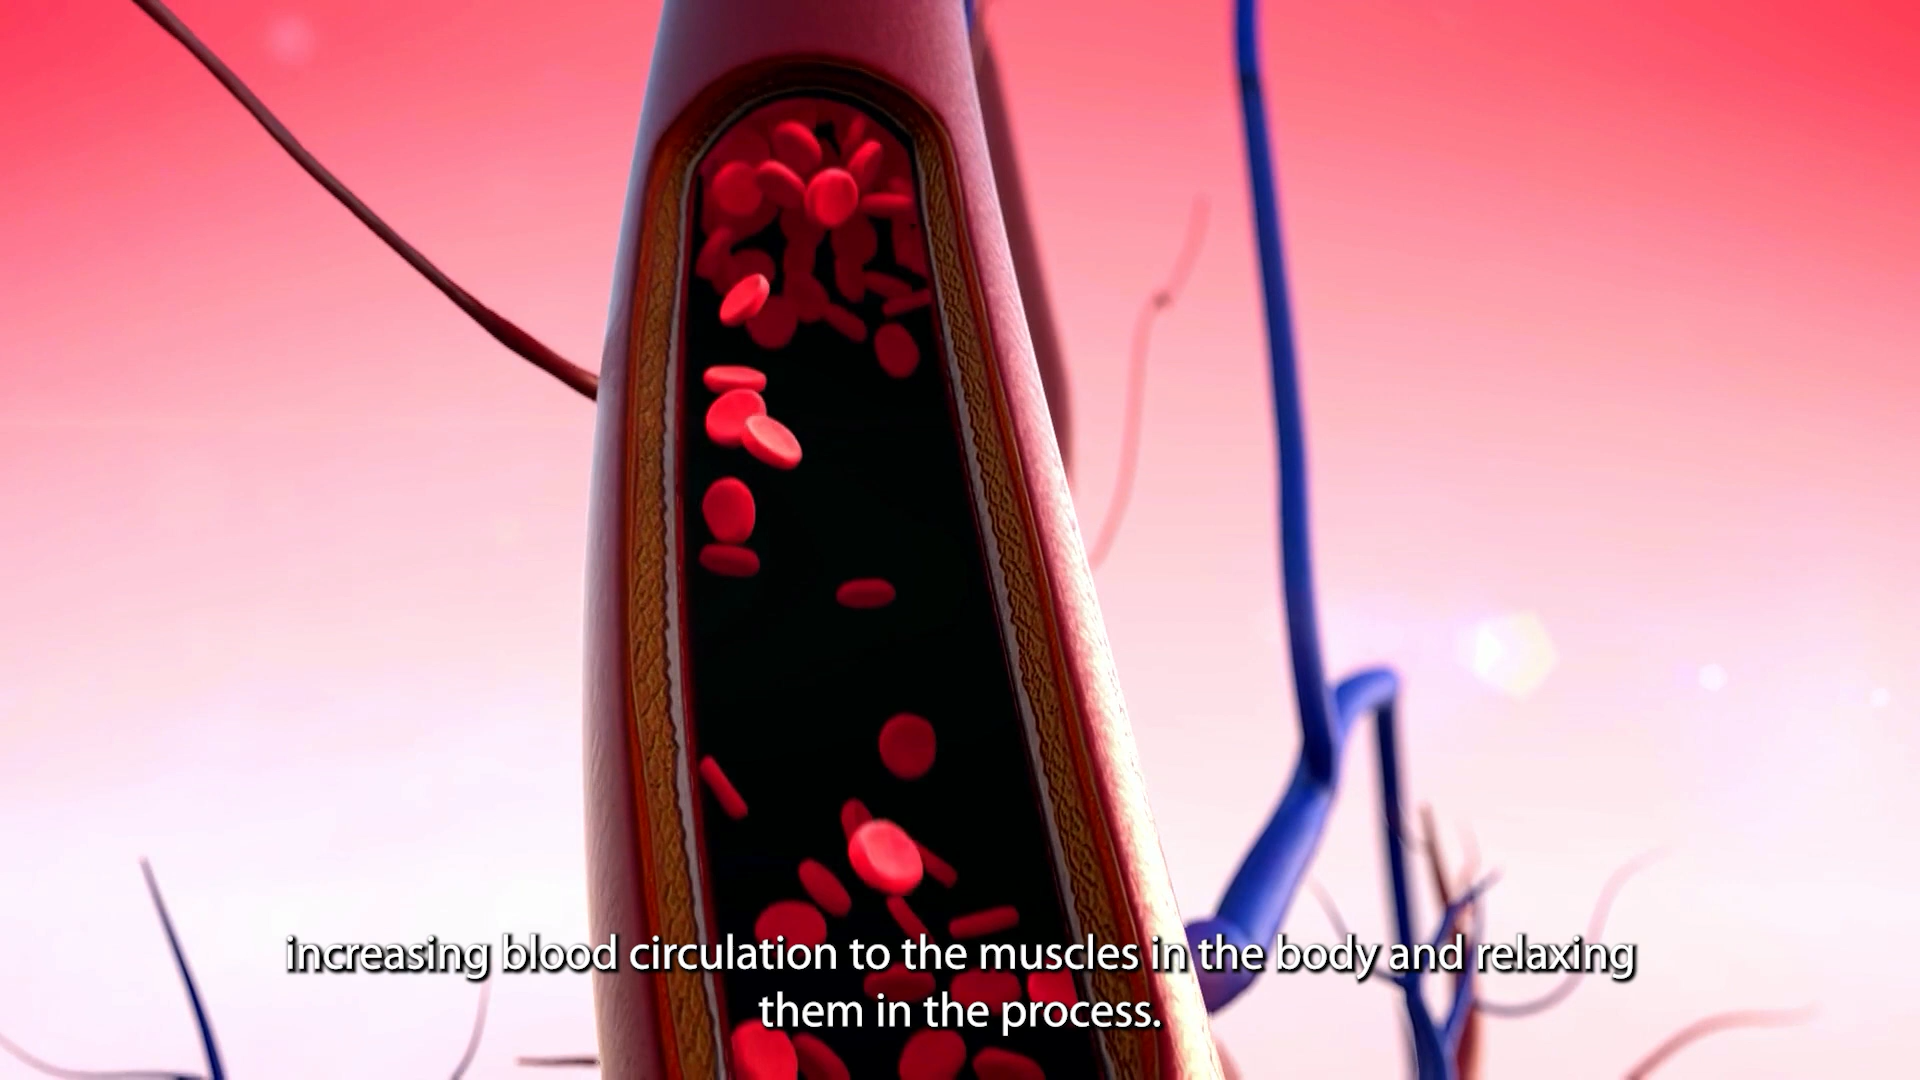 increasing blood circulation to the muscles in the body and relaxing
them in the process.